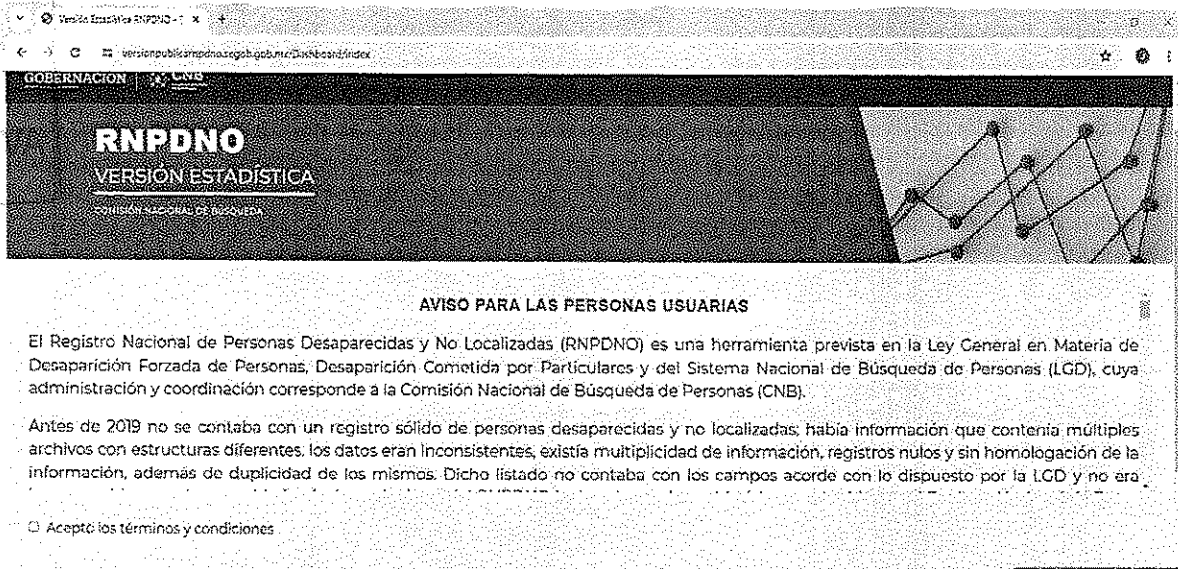 Versión Estadística RNPDNO -
versionpublicarnpdno.segob.gob.mx/Dashboard/Index
GOBERNACIÓN CNB
RNPDNO
VERSIÓN ESTADÍSTICA
COMISIÓN NACIONAL DE BÚSQUEDA
AVISO PARA LAS PERSONAS USUARIAS
El Registro Nacional de Personas Desaparecidas y No Localizadas (RNPDNO) es una herramienta prevista en la Ley General en Materia de
Desaparición Forzada de Personas, Desaparición Cometida por Particulares y del Sistema Nacional de Búsqueda de Personas (LGD), cuya
administración y coordinación corresponde a la Comisión Nacional de Búsqueda de Personas (CNB).
Antes de 2019 no se contaba con un registro sólido de personas desaparecidas y no localizadas; había información que contenía múltiples
archivos con estructuras diferentes, los datos eran inconsistentes, existía multiplicidad de información, registros nulos y sin homologación de la
información, además de duplicidad de los mismos. Dicho listado no contaba con los campos acorde con lo dispuesto por la LGD y no era
Acepto los términos y condiciones